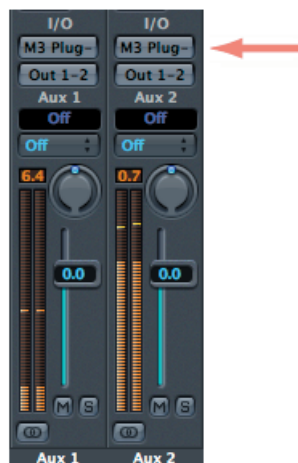 I/O I/O
M3 Plug- M3 Plug-
Out 1-2 Out 1-2
Aux 1 Aux 2
Off Off
Off Off
6.4 0.7
0.0 0.0
M S M S
Aux 1 Aux 2